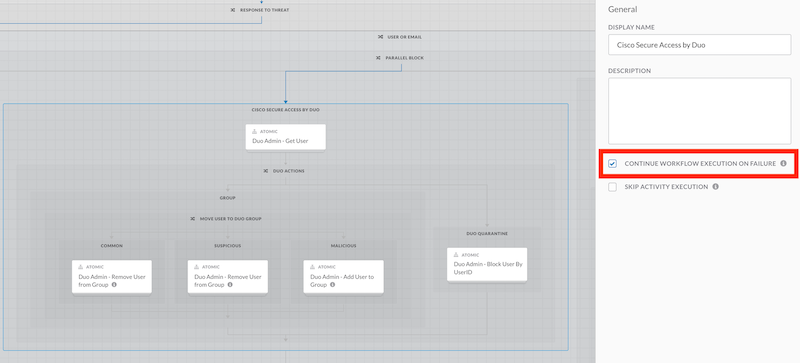 RESPONSE TO THREAT
USER OR EMAIL
PARALLEL BLOCK
CISCO SECURE ACCESS BY DUO
ATOMIC
Duo Admin - Get User
DUO ACTIONS
GROUP
MOVE USER TO DUO GROUP
COMMON
ATOMIC
Duo Admin - Remove User
from Group
SUSPICIOUS
ATOMIC
Duo Admin - Remove User
from Group
MALICIOUS
ATOMIC
Duo Admin - Add User to
Group
DUO QUARANTINE
ATOMIC
Duo Admin - Block User By
UserID
General
DISPLAY NAME
Cisco Secure Access by Duo
DESCRIPTION
CONTINUE WORKFLOW EXECUTION ON FAILURE
SKIP ACTIVITY EXECUTION